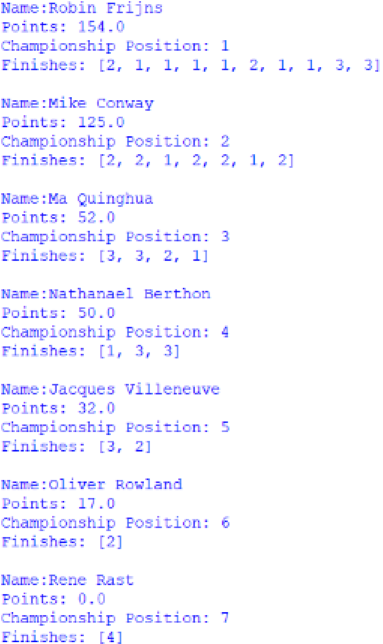 Name:Robin Frijns
Points: 154.0
Championship Position: 1
Finishes: [2, 1, 1, 1, 1, 2, 1, 1, 3, 3]
Name:Mike Conway
Points: 125.0
Championship Position: 2
Finishes: [2, 2, 1, 2, 2, 1, 2]
Name:Ma Quinghua
Points: 52.0
Championship Position: 3
Finishes: [3, 3, 2, 1]
Name:Nathanael Berthon
Points: 50.0
Championship Position: 4
Finishes: [1, 3, 3]
Name:Jacques Villeneuve
Points: 32.0
Championship Position: 5
Finishes: [3, 2]
Name:Oliver Rowland
Points: 17.0
Championship Position: 6
Finishes: [2]
Name:Rene Rast
Points: 0.0
Championship Position: 7
Finishes: [4]